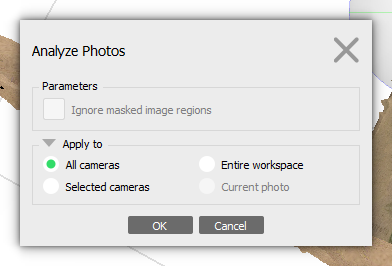 Analyze Photos
Parameters
Ignore masked image regions
Apply to
All cameras
Entire workspace
Selected cameras
Current photo
OK
Cancel